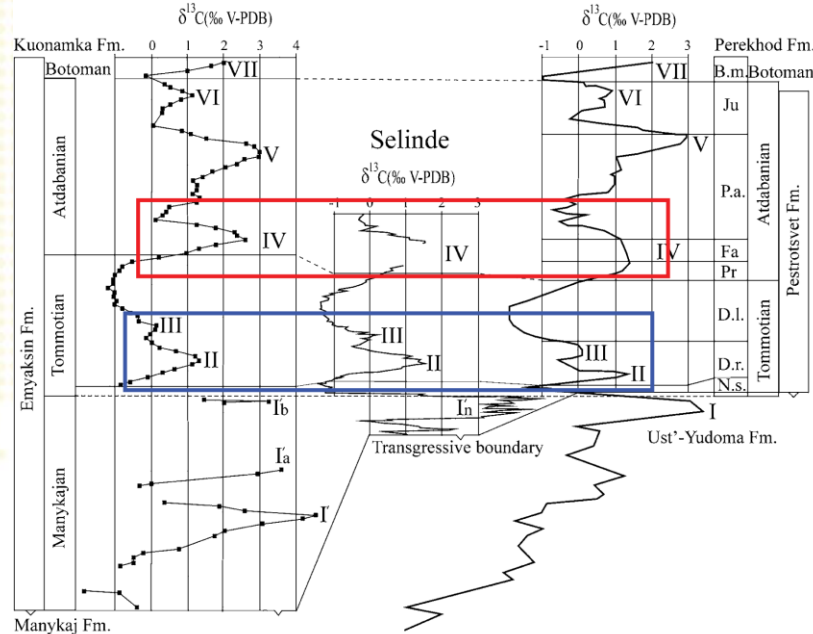 δ¹³C(‰ V-PDB)
δ¹³C(‰ V-PDB)
Kuonamka Fm.
0 1 2 3 4
-1 0 1 2 3
Perekhod Fm.
Botoman
VII
VII
B.m.
Botoman
VI
VI
Ju
Selinde
V
V
δ¹³C(‰ V-PDB)
Atdabanian
P.a.
Atdabanian
-1 0 1 2 3
IV
IV
IV
Fa
Pr
Pestrotsvet Fm.
Emyaksin Fm.
Tommotian
D.l.
Tommotian
III
III
III
II
II
II
D.r.
N.s.
I'b
I'n
I
Transgressive boundary
Ust'-Yudoma Fm.
I'a
Manykajan
I'
Manykaj Fm.